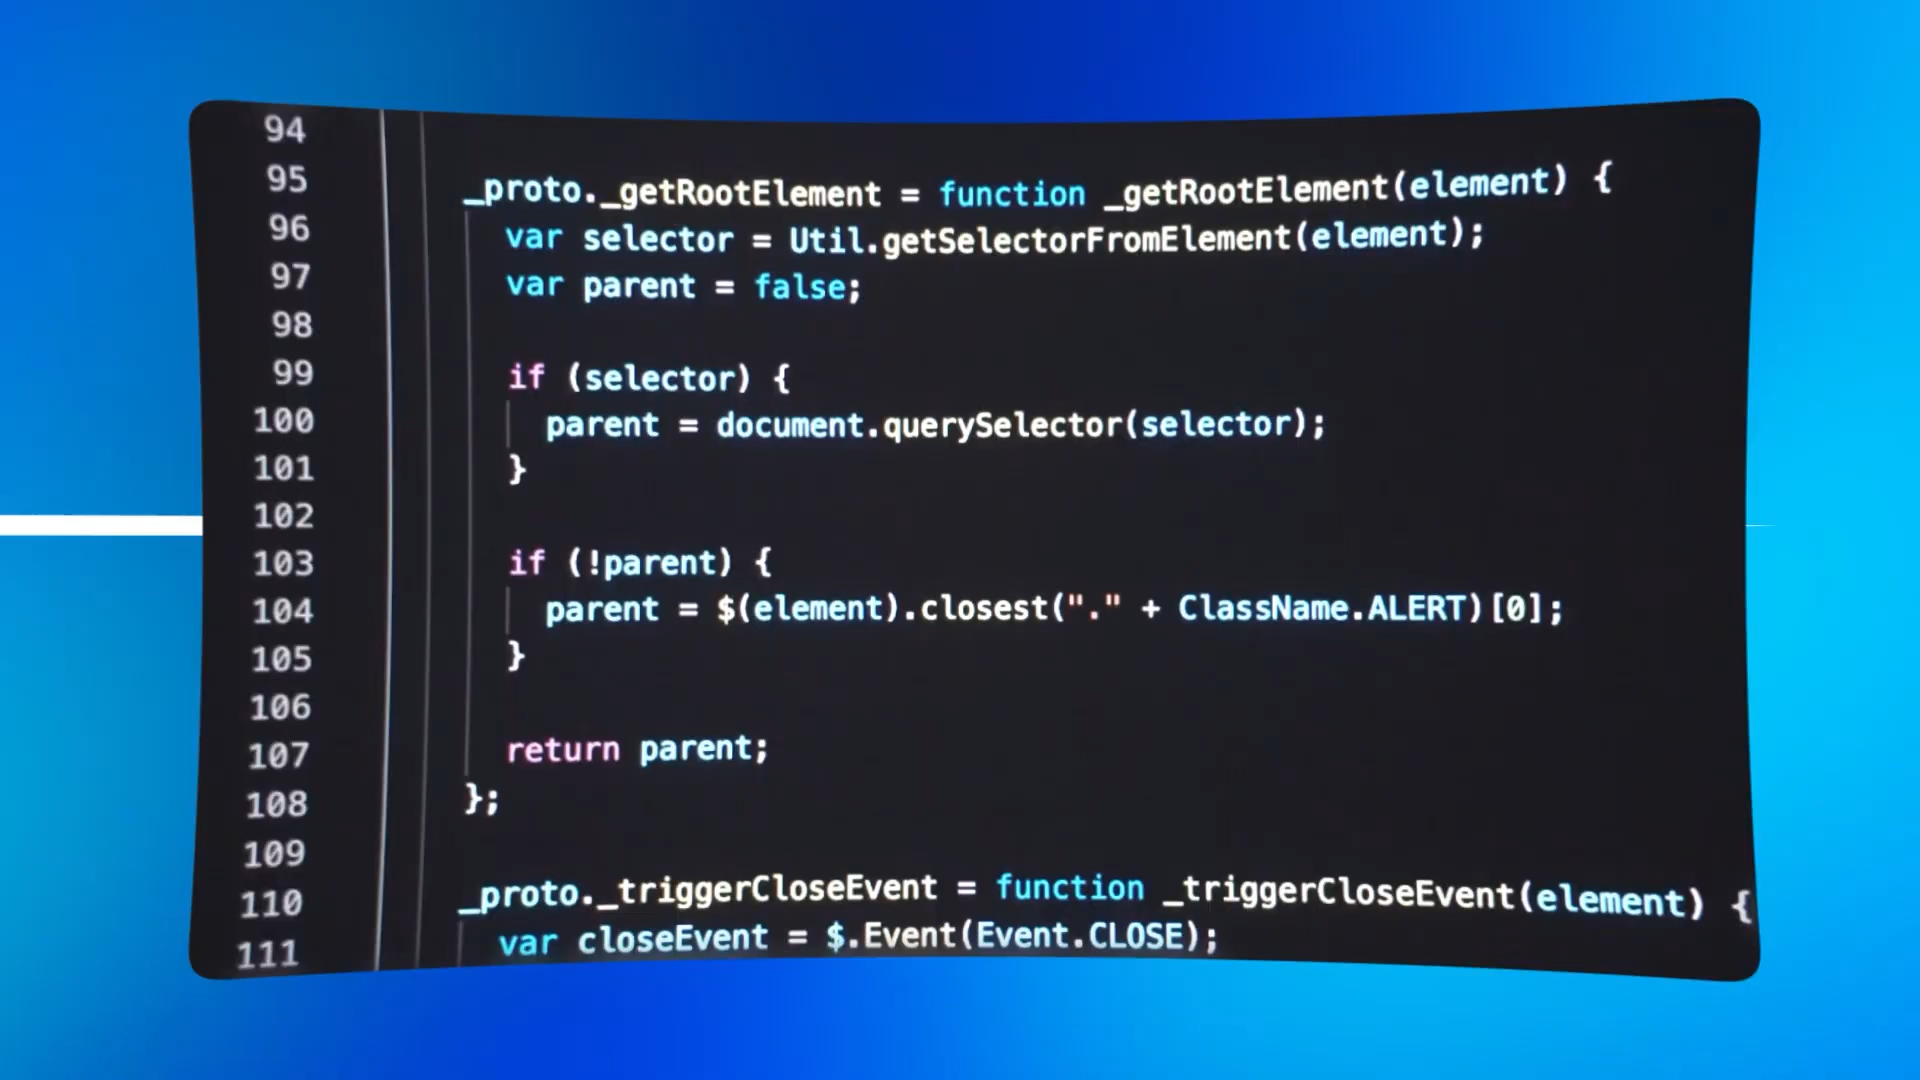 94
95 _proto._getRootElement = function _getRootElement(element) {
96 var selector = Util.getSelectorFromElement(element);
97 var parent = false;
98
99 if (selector) {
100 parent = document.querySelector(selector);
101 }
102
103 if (!parent) {
104 parent = $(element).closest("." + ClassName.ALERT)[0];
105 }
106
107 return parent;
108 };
109
110 _proto._triggerCloseEvent = function _triggerCloseEvent(element) {
111 var closeEvent = $.Event(Event.CLOSE);